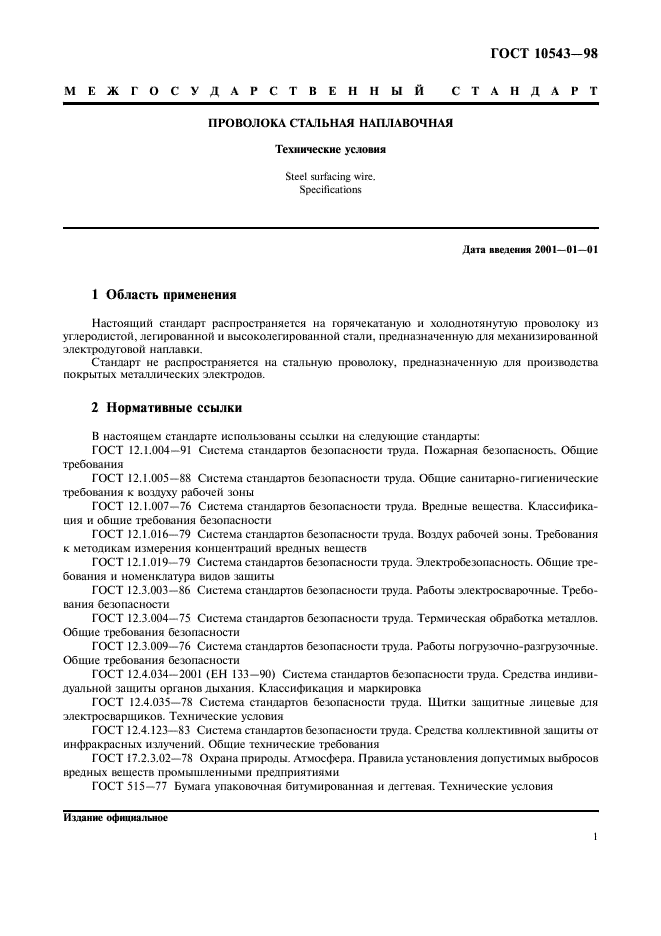 ГОСТ 10543—98
МЕЖГОСУДАРСТВЕННЫЙ СТАНДАРТ
ПРОВОЛОКА СТАЛЬНАЯ НАПЛАВОЧНАЯ
Технические условия
Steel surfacing wire.
Specifications
Дата введения 2001—01—01
1 Область применения
Настоящий стандарт распространяется на горячекатаную и холоднотянутую проволоку из
углеродистой, легированной и высоколегированной стали, предназначенную для механизированной
электродуговой наплавки.
Стандарт не распространяется на стальную проволоку, предназначенную для производства
покрытых металлических электродов.
2 Нормативные ссылки
В настоящем стандарте использованы ссылки на следующие стандарты:
ГОСТ 12.1.004—91 Система стандартов безопасности труда. Пожарная безопасность. Общие
требования
ГОСТ 12.1.005—88 Система стандартов безопасности труда. Общие санитарно-гигиенические
требования к воздуху рабочей зоны
ГОСТ 12.1.007—76 Система стандартов безопасности труда. Вредные вещества. Классифика-
ция и общие требования безопасности
ГОСТ 12.1.016—79 Система стандартов безопасности труда. Воздух рабочей зоны. Требования
к методикам измерения концентраций вредных веществ
ГОСТ 12.1.019—79 Система стандартов безопасности труда. Электробезопасность. Общие тре-
бования и номенклатура видов защиты
ГОСТ 12.3.003—86 Система стандартов безопасности труда. Работы электросварочные. Требо-
вания безопасности
ГОСТ 12.3.004—75 Система стандартов безопасности труда. Термическая обработка металлов.
Общие требования безопасности
ГОСТ 12.3.009—76 Система стандартов безопасности труда. Работы погрузочно-разгрузочные.
Общие требования безопасности
ГОСТ 12.4.034—2001 (ЕН 133—90) Система стандартов безопасности труда. Средства индиви-
дуальной защиты органов дыхания. Классификация и маркировка
ГОСТ 12.4.035—78 Система стандартов безопасности труда. Щитки защитные лицевые для
электросварщиков. Технические условия
ГОСТ 12.4.123—83 Система стандартов безопасности труда. Средства коллективной защиты от
инфракрасных излучений. Общие технические требования
ГОСТ 17.2.3.02—78 Охрана природы. Атмосфера. Правила установления допустимых выбросов
вредных веществ промышленными предприятиями
ГОСТ 515—77 Бумага упаковочная битумированная и дегтевая. Технические условия
Издание официальное
1